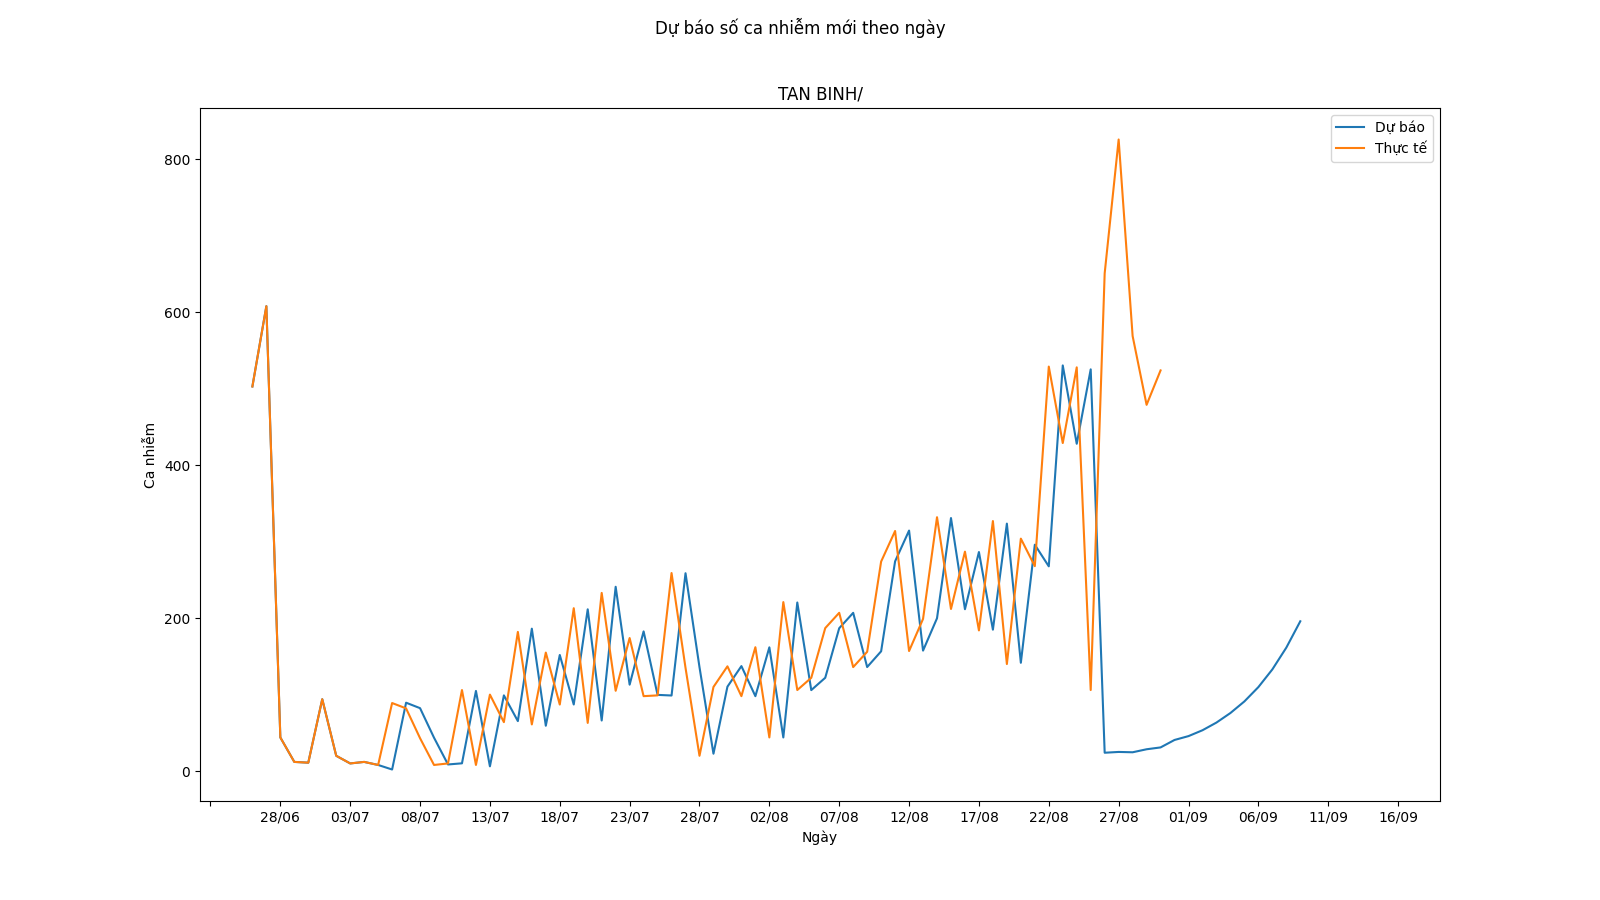 Dự báo số ca nhiễm mới theo ngày
TAN BINH/
Dự báo
Thực tế
800
600
400
200
0
Ca nhiễm
28/06 03/07 08/07 13/07 18/07 23/07 28/07 02/08 07/08 12/08 17/08 22/08 27/08 01/09 06/09 11/09 16/09
Ngày